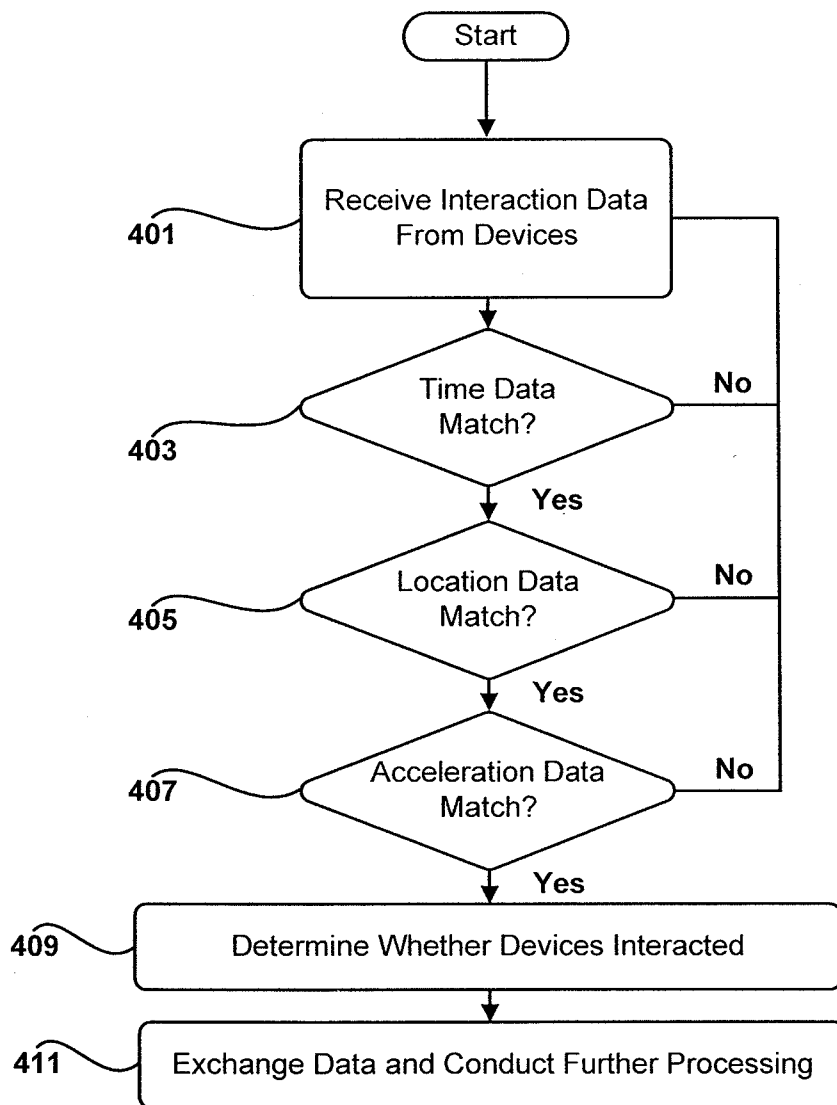 Start
Receive Interaction Data
From Devices
401
Time Data
Match?
No
403
Yes
Location Data
Match?
No
405
Yes
Acceleration Data
Match?
No
407
Yes
409
Determine Whether Devices Interacted
411
Exchange Data and Conduct Further Processing